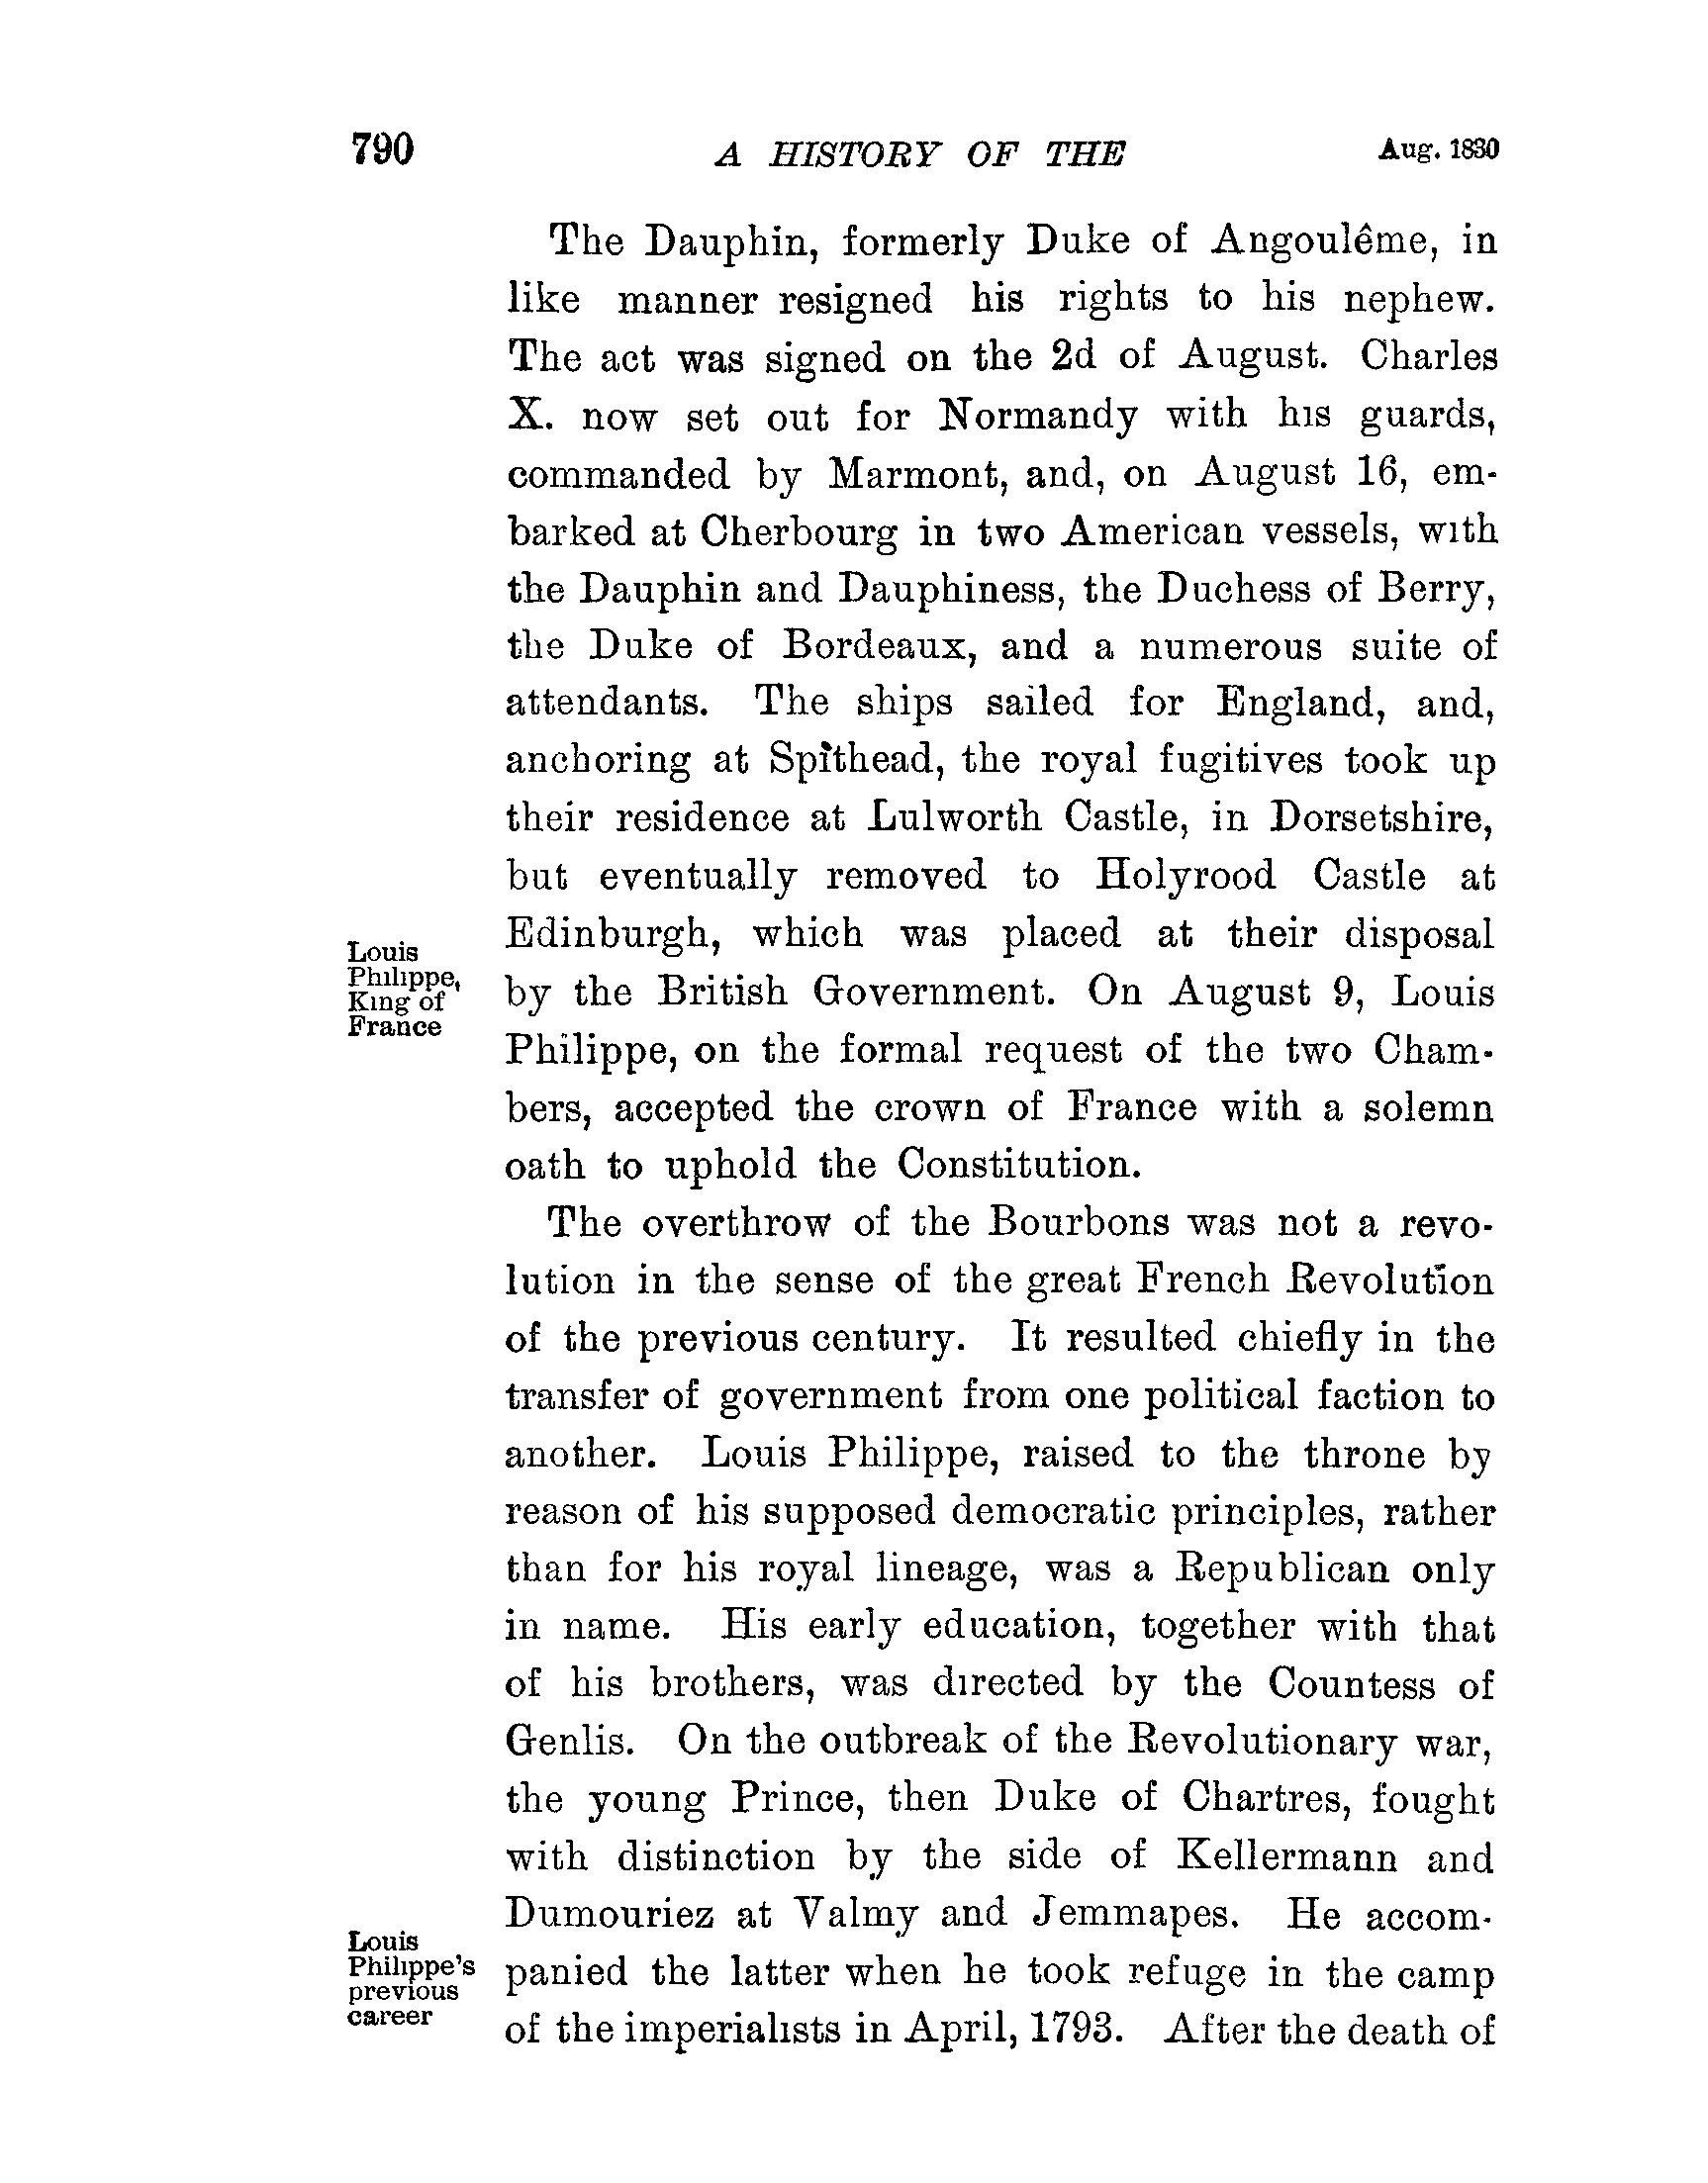 790 A HISTORY OF THE Aug. 1830
The Dauphin, formerly Duke of Angoulême, in
like manner resigned his rights to his nephew.
The act was signed on the 2d of August. Charles
X. now set out for Normandy with his guards,
commanded by Marmont, and, on August 16, em-
barked at Cherbourg in two American vessels, with
the Dauphin and Dauphiness, the Duchess of Berry,
the Duke of Bordeaux, and a numerous suite of
attendants. The ships sailed for England, and,
anchoring at Spithead, the royal fugitives took up
their residence at Lulworth Castle, in Dorsetshire,
but eventually removed to Holyrood Castle at
Edinburgh, which was placed at their disposal
by the British Government. On August 9, Louis
Philippe, on the formal request of the two Cham-
bers, accepted the crown of France with a solemn
oath to uphold the Constitution.
Louis
Philippe,
King of
France
The overthrow of the Bourbons was not a revo-
lution in the sense of the great French Revolution
of the previous century. It resulted chiefly in the
transfer of government from one political faction to
another. Louis Philippe, raised to the throne by
reason of his supposed democratic principles, rather
than for his royal lineage, was a Republican only
in name. His early education, together with that
of his brothers, was directed by the Countess of
Genlis. On the outbreak of the Revolutionary war,
the young Prince, then Duke of Chartres, fought
with distinction by the side of Kellermann and
Dumouriez at Valmy and Jemmapes. He accom-
panied the latter when he took refuge in the camp
of the imperialists in April, 1793. After the death of
Louis
Philippe's
previous
career